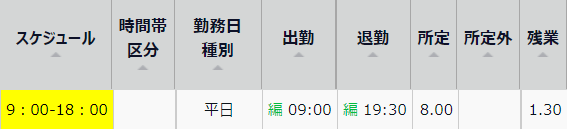 スケジュール 時間帯区分 勤務日種別 出勤 退勤 所定 所定外 残業
9：00-18：00 平日 編 09:00 編 19:30 8.00 1.30